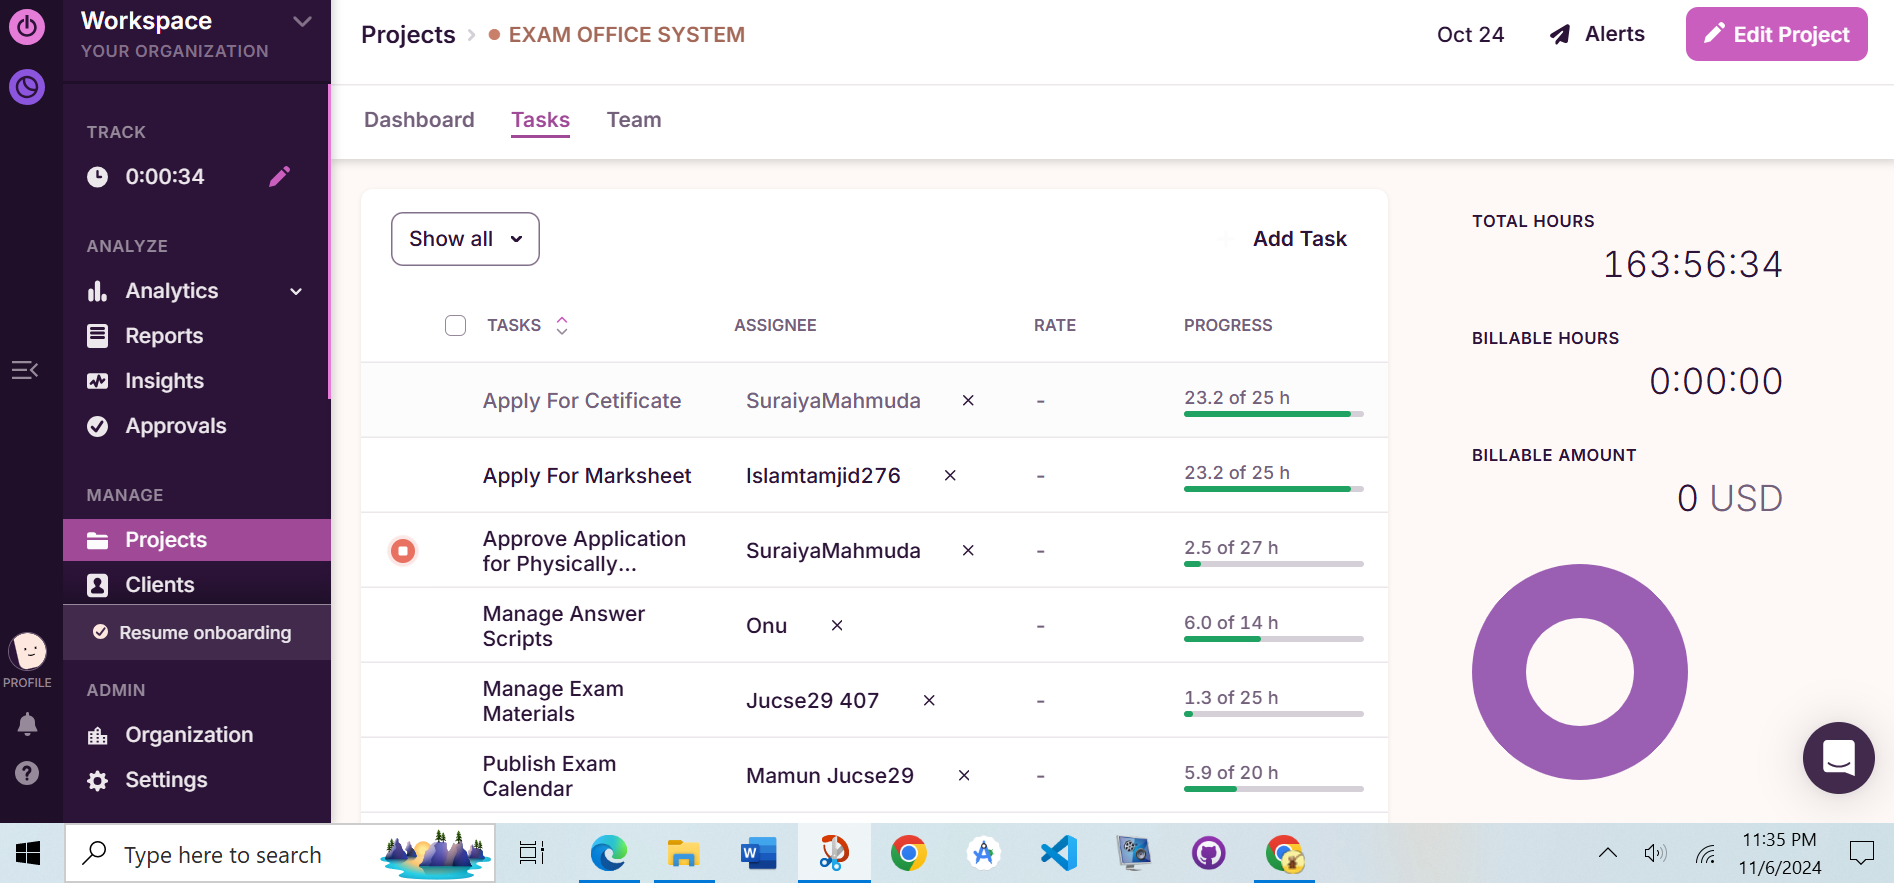 Workspace
YOUR ORGANIZATION
TRACK
0:00:34
ANALYZE
Analytics
Reports
Insights
Approvals
MANAGE
Projects
Clients
Resume onboarding
PROFILE
ADMIN
Organization
Settings
Projects > • EXAM OFFICE SYSTEM
Oct 24
Alerts
Edit Project
Dashboard
Tasks
Team
Show all
Add Task
TASKS ASSIGNEE RATE PROGRESS
Apply For Cetificate SuraiyaMahmuda × - 23.2 of 25 h
Apply For Marksheet Islamtamjid276 × - 23.2 of 25 h
Approve Application
for Physically... SuraiyaMahmuda × - 2.5 of 27 h
Manage Answer
Scripts Onu × - 6.0 of 14 h
Manage Exam
Materials Jucse29 407 × - 1.3 of 25 h
Publish Exam
Calendar Mamun Jucse29 × - 5.9 of 20 h
TOTAL HOURS
163:56:34
BILLABLE HOURS
0:00:00
BILLABLE AMOUNT
0 USD
Type here to search
11:35 PM
11/6/2024